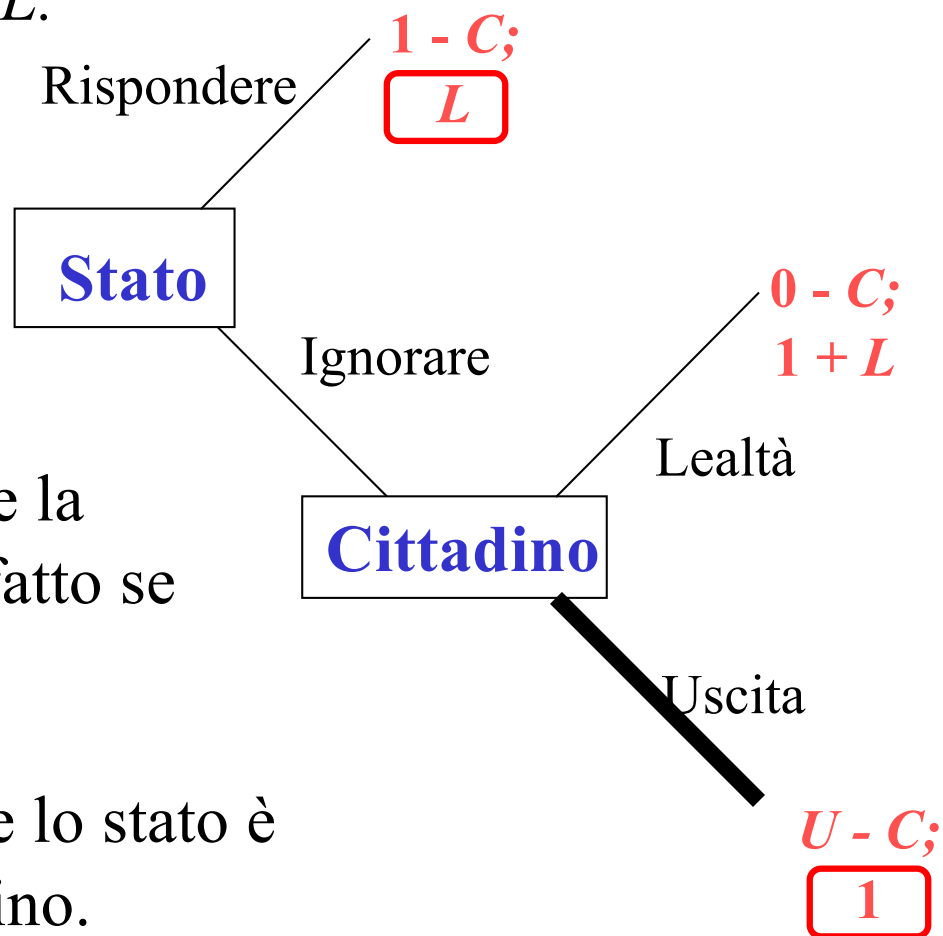 L.
1 - C;
Rispondere
L
Stato
0 - C;
Ignorare
1 + L
Lealtà
e la
Cittadino
fatto se
Uscita
e lo stato è
U - C;
ino.
1